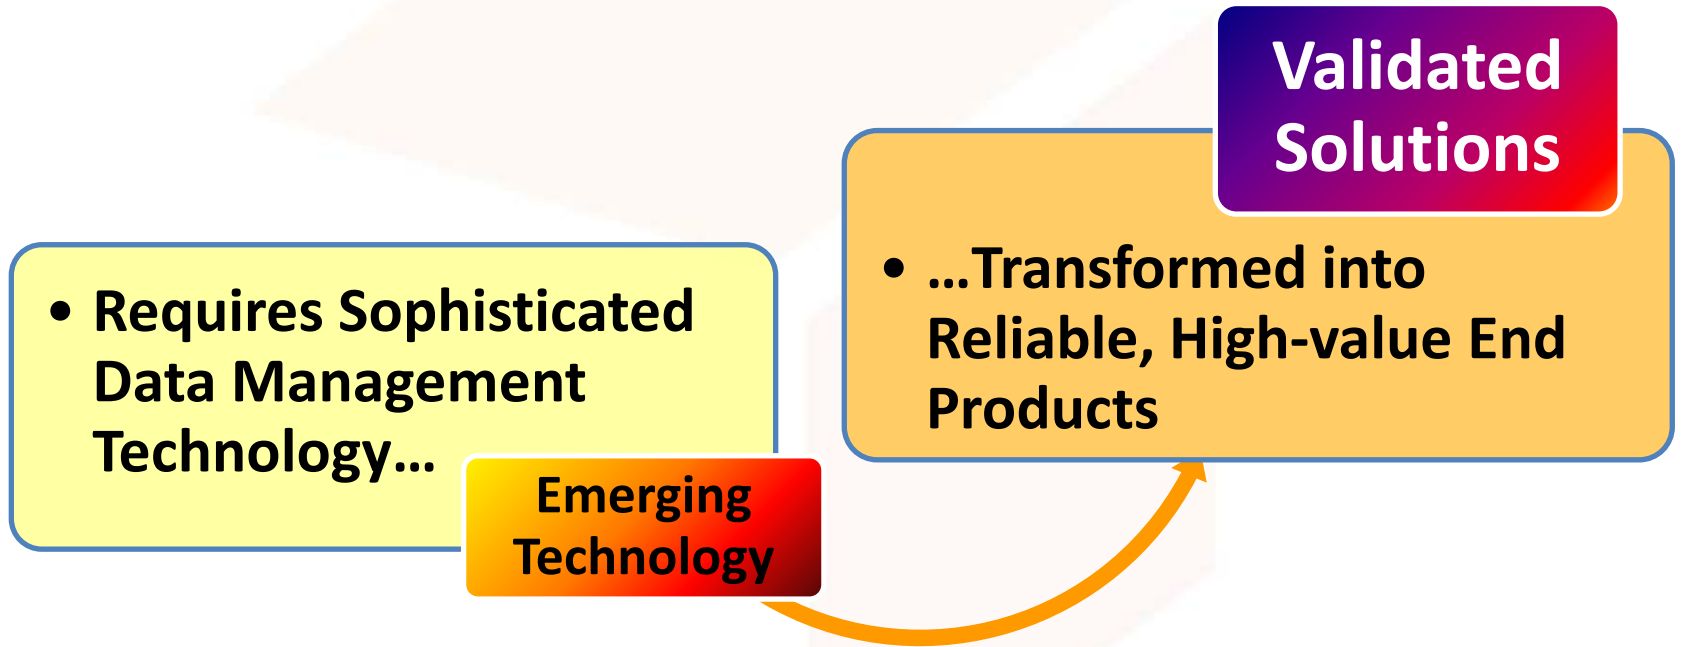 • Requires Sophisticated
Data Management
Technology...
Emerging
Technology
Validated
Solutions
• ...Transformed into
Reliable, High-value End
Products